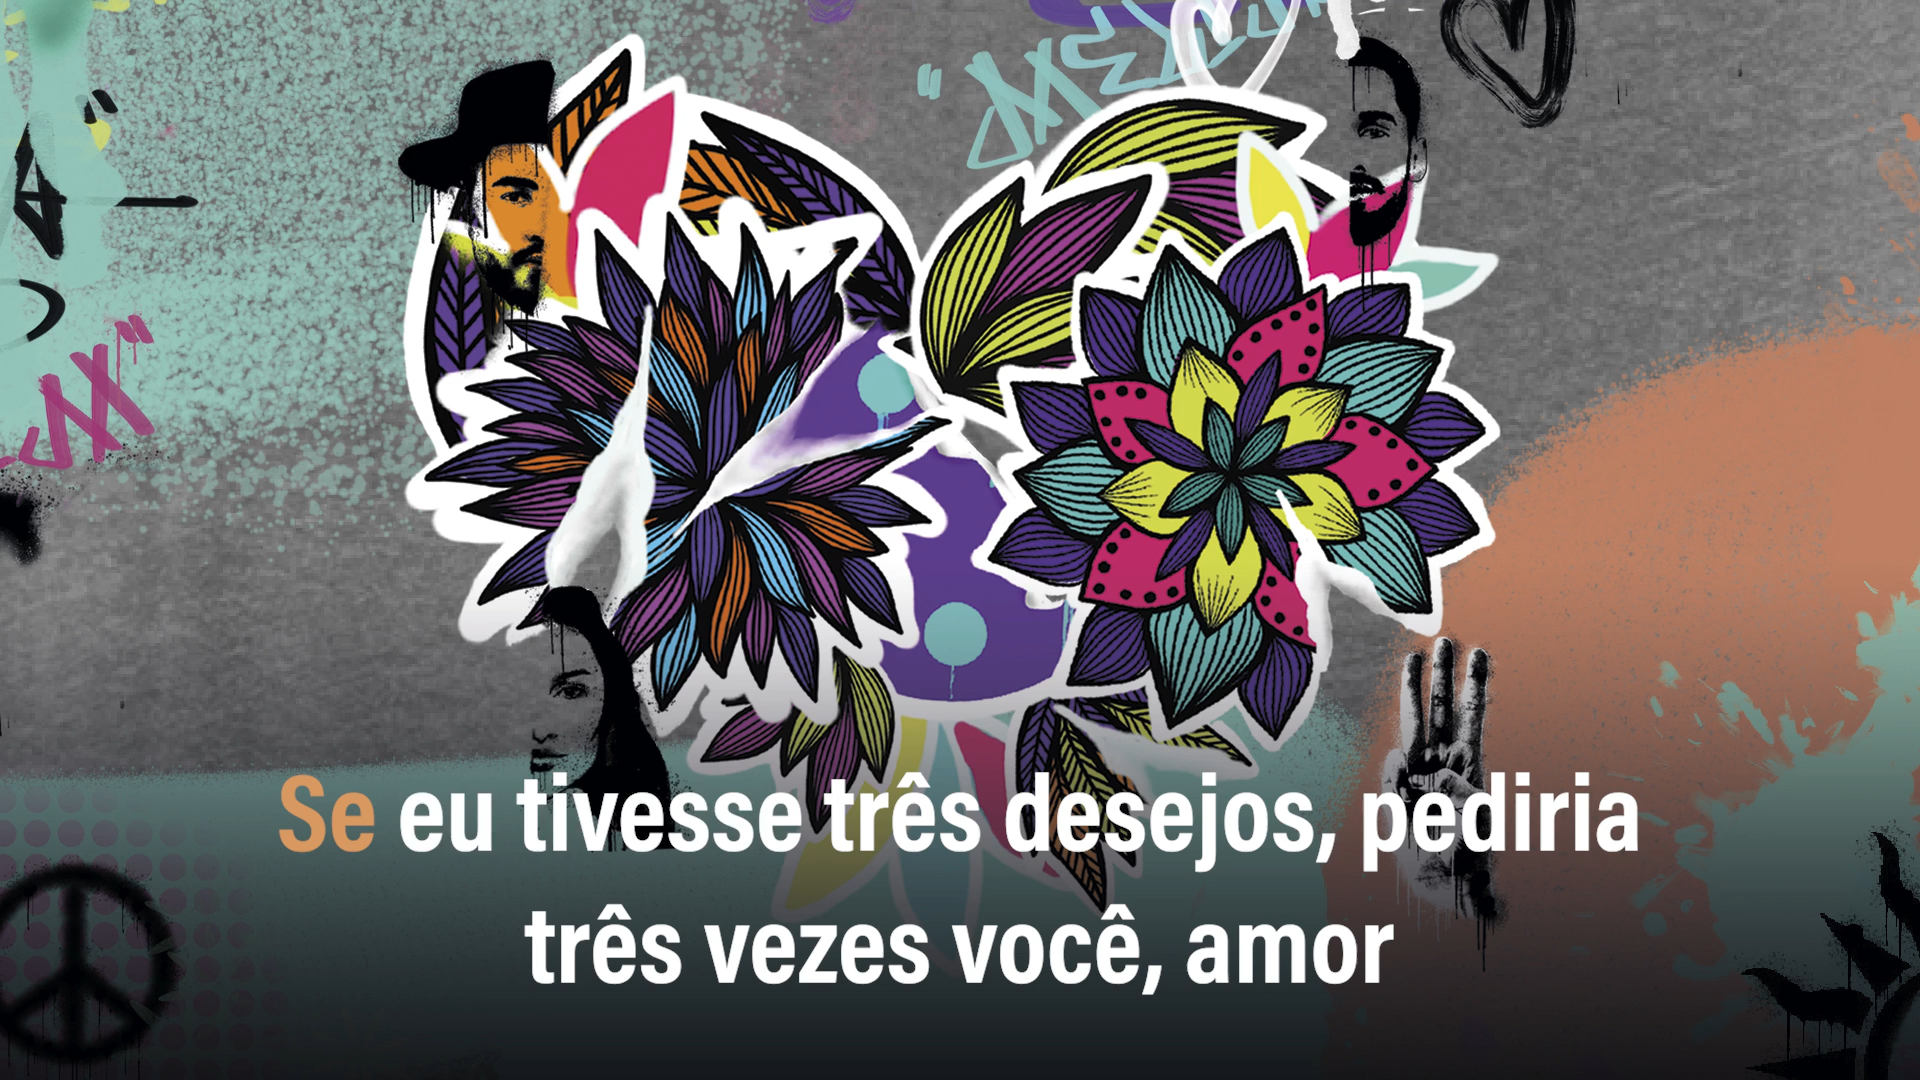 Se eu tivesse três desejos, pediria
três vezes você, amor